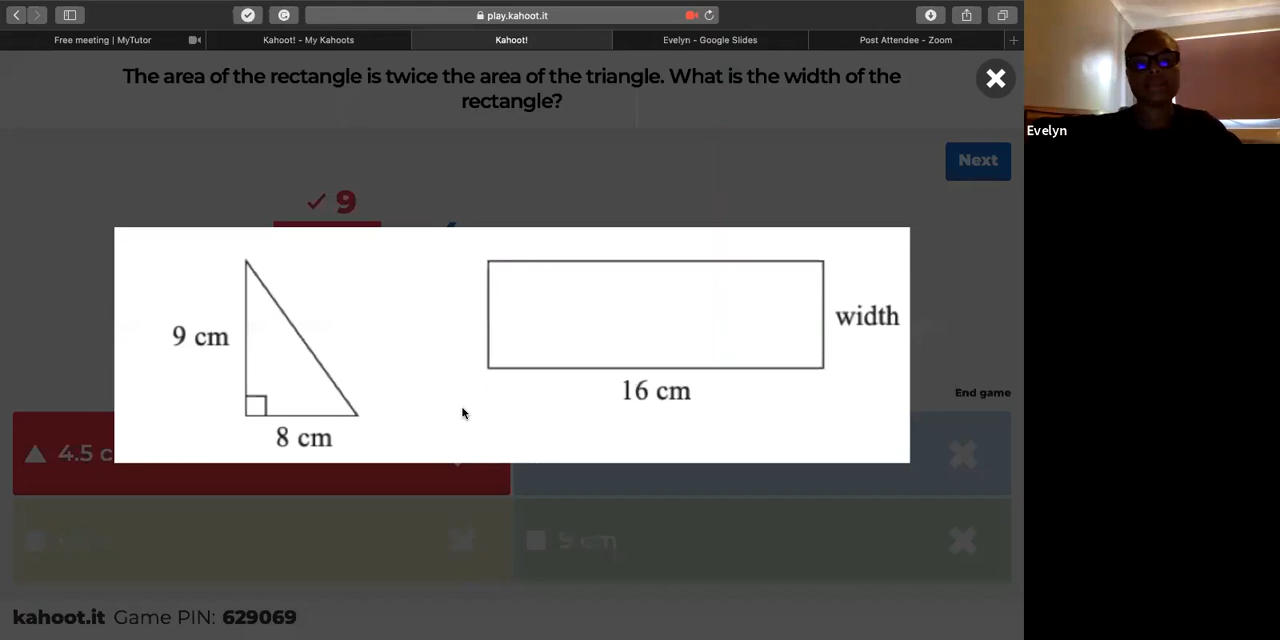 play.kahoot.it
Free meeting | MyTutor
Kahoot! - My Kahoots
Kahoot!
Evelyn - Google Slides
Post Attendee - Zoom
The area of the rectangle is twice the area of the triangle. What is the width of the
rectangle?
Evelyn
Next
9
9 cm
8 cm
16 cm
width
End game
4.5 c
9 cm
kahoot.it Game PIN: 629069